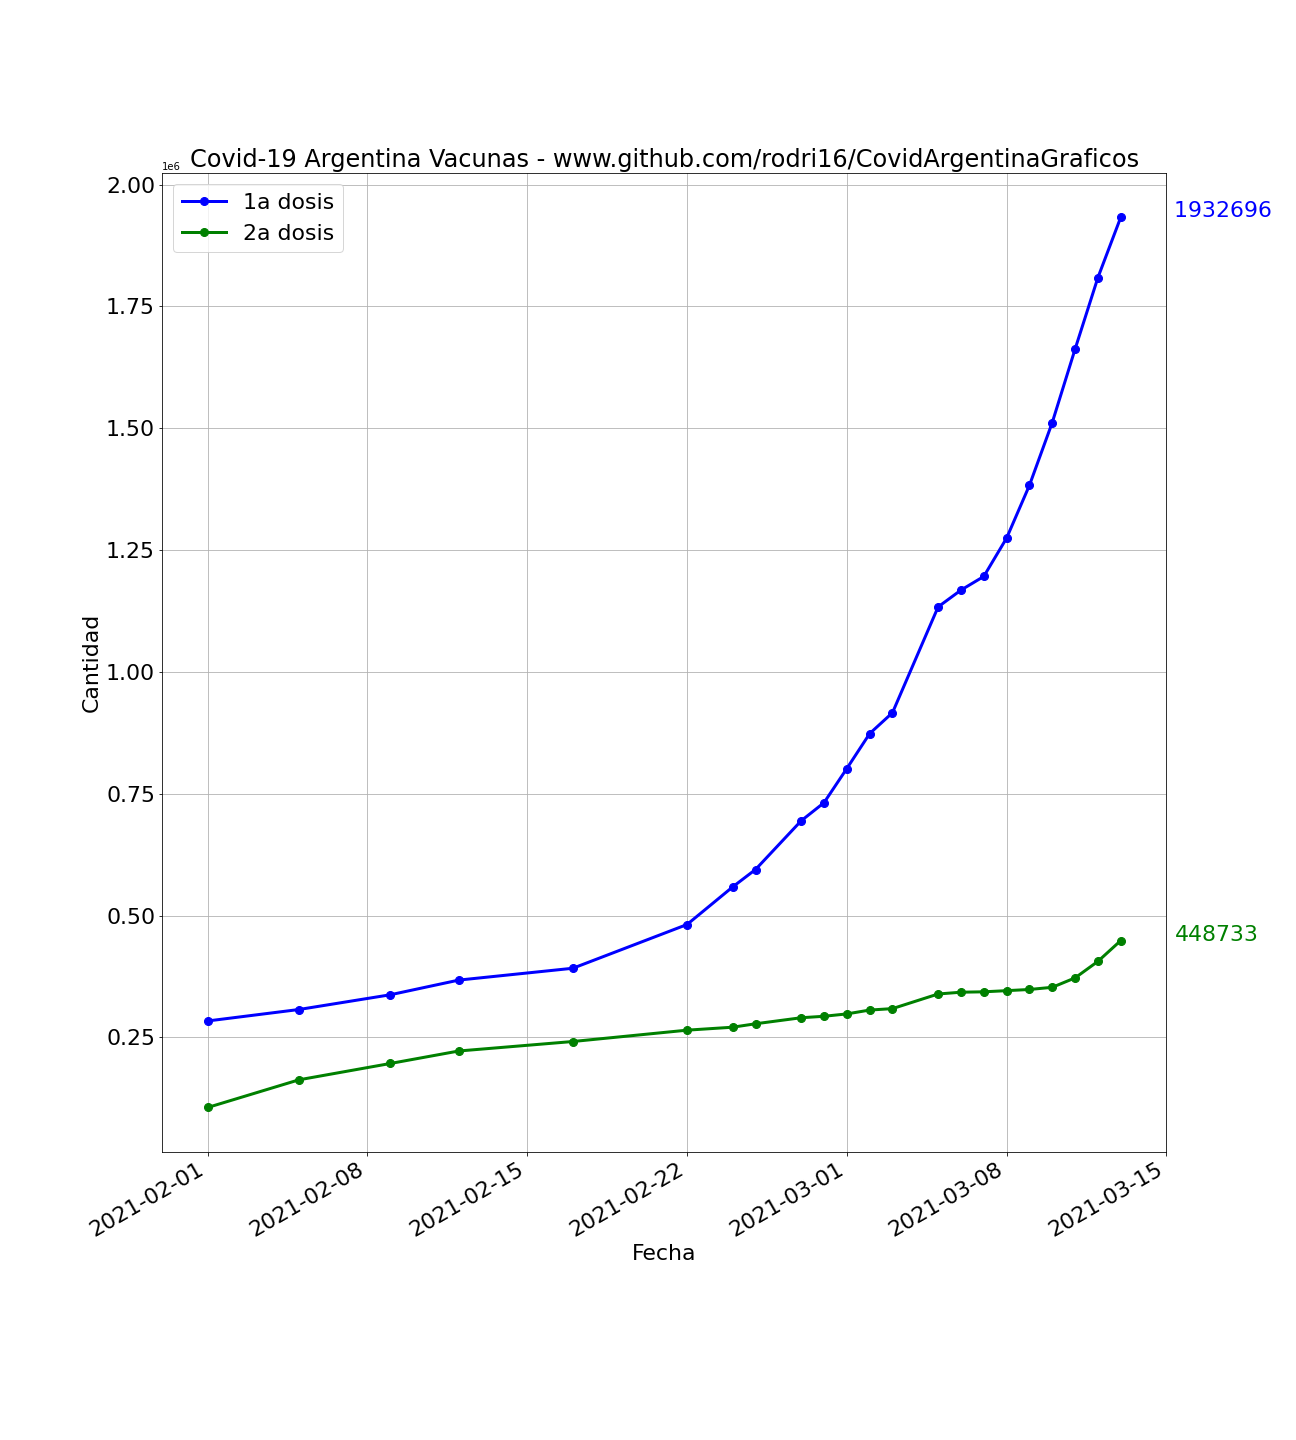 Covid-19 Argentina Vacunas - www.github.com/rodri16/CovidArgentinaGraficos
1e6
1a dosis
2a dosis
2.00
1.75
1.50
1.25
1.00
0.75
0.50
0.25
Cantidad
1932696
448733
2021-02-01
2021-02-08
2021-02-15
2021-02-22
2021-03-01
2021-03-08
2021-03-15
Fecha